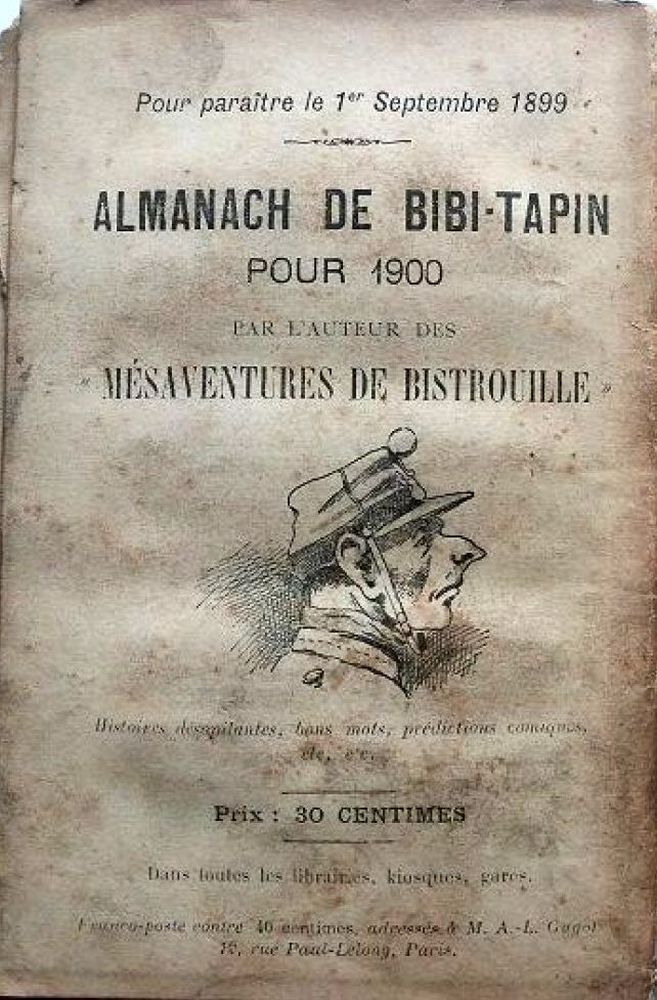 Pour paraître le 1er Septembre 1899
ALMANACH DE BIBI-TAPIN
POUR 1900
PAR L'AUTEUR DES
" MÉSAVENTURES DE BISTROUILLE "
Histoires désopilantes, bons mots, prédictions comiques,
etc, etc.
Prix : 30 CENTIMES
Dans toutes les librairies, kiosques, gares.
Franco-poste contre 40 centimes, adressés à M. A.-L. Guyot
12, rue Paul-Lelong, Paris.